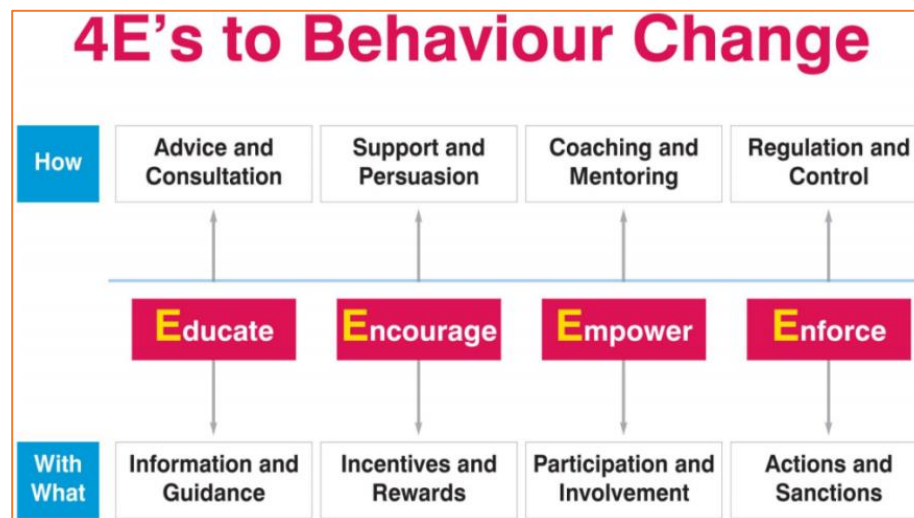 4E's to Behaviour Change
How
Advice and
Consultation
Support and
Persuasion
Coaching and
Mentoring
Regulation and
Control
Educate
Encourage
Empower
Enforce
With
What
Information and
Guidance
Incentives and
Rewards
Participation and
Involvement
Actions and
Sanctions